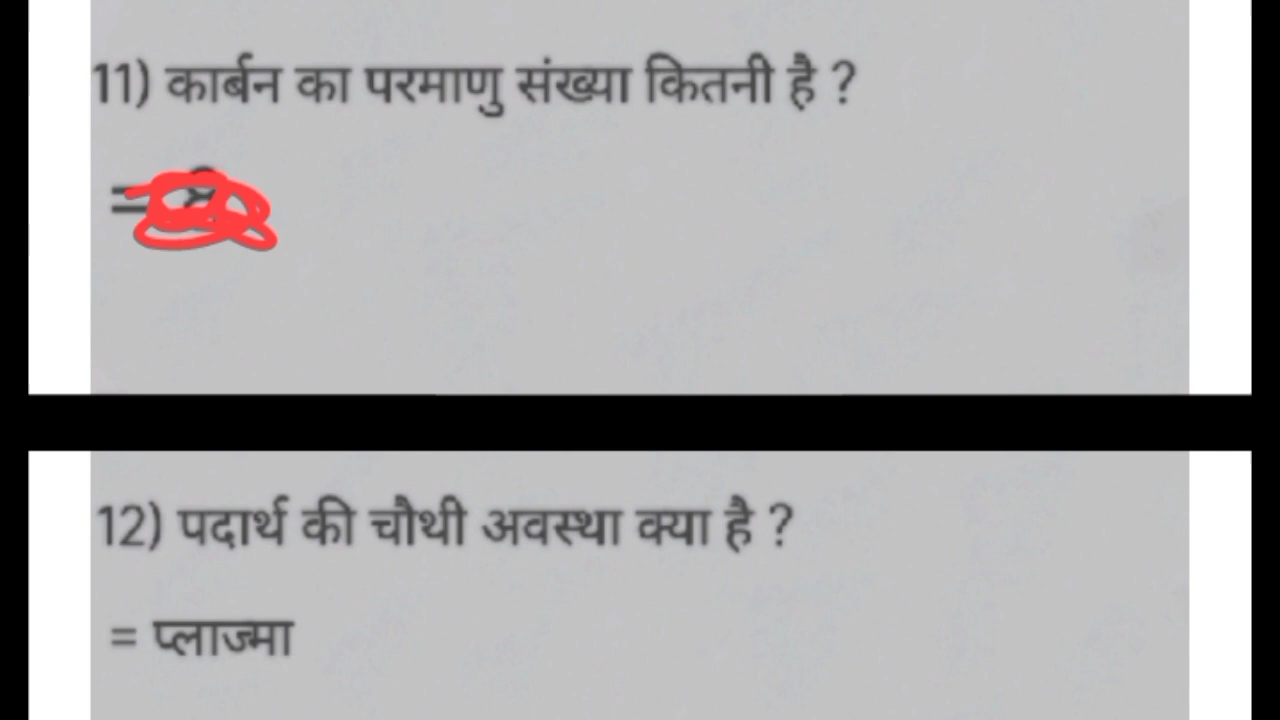 11) कार्बन का परमाणु संख्या कितनी है ?
=
12) पदार्थ की चौथी अवस्था क्या है ?
= प्लाज्मा